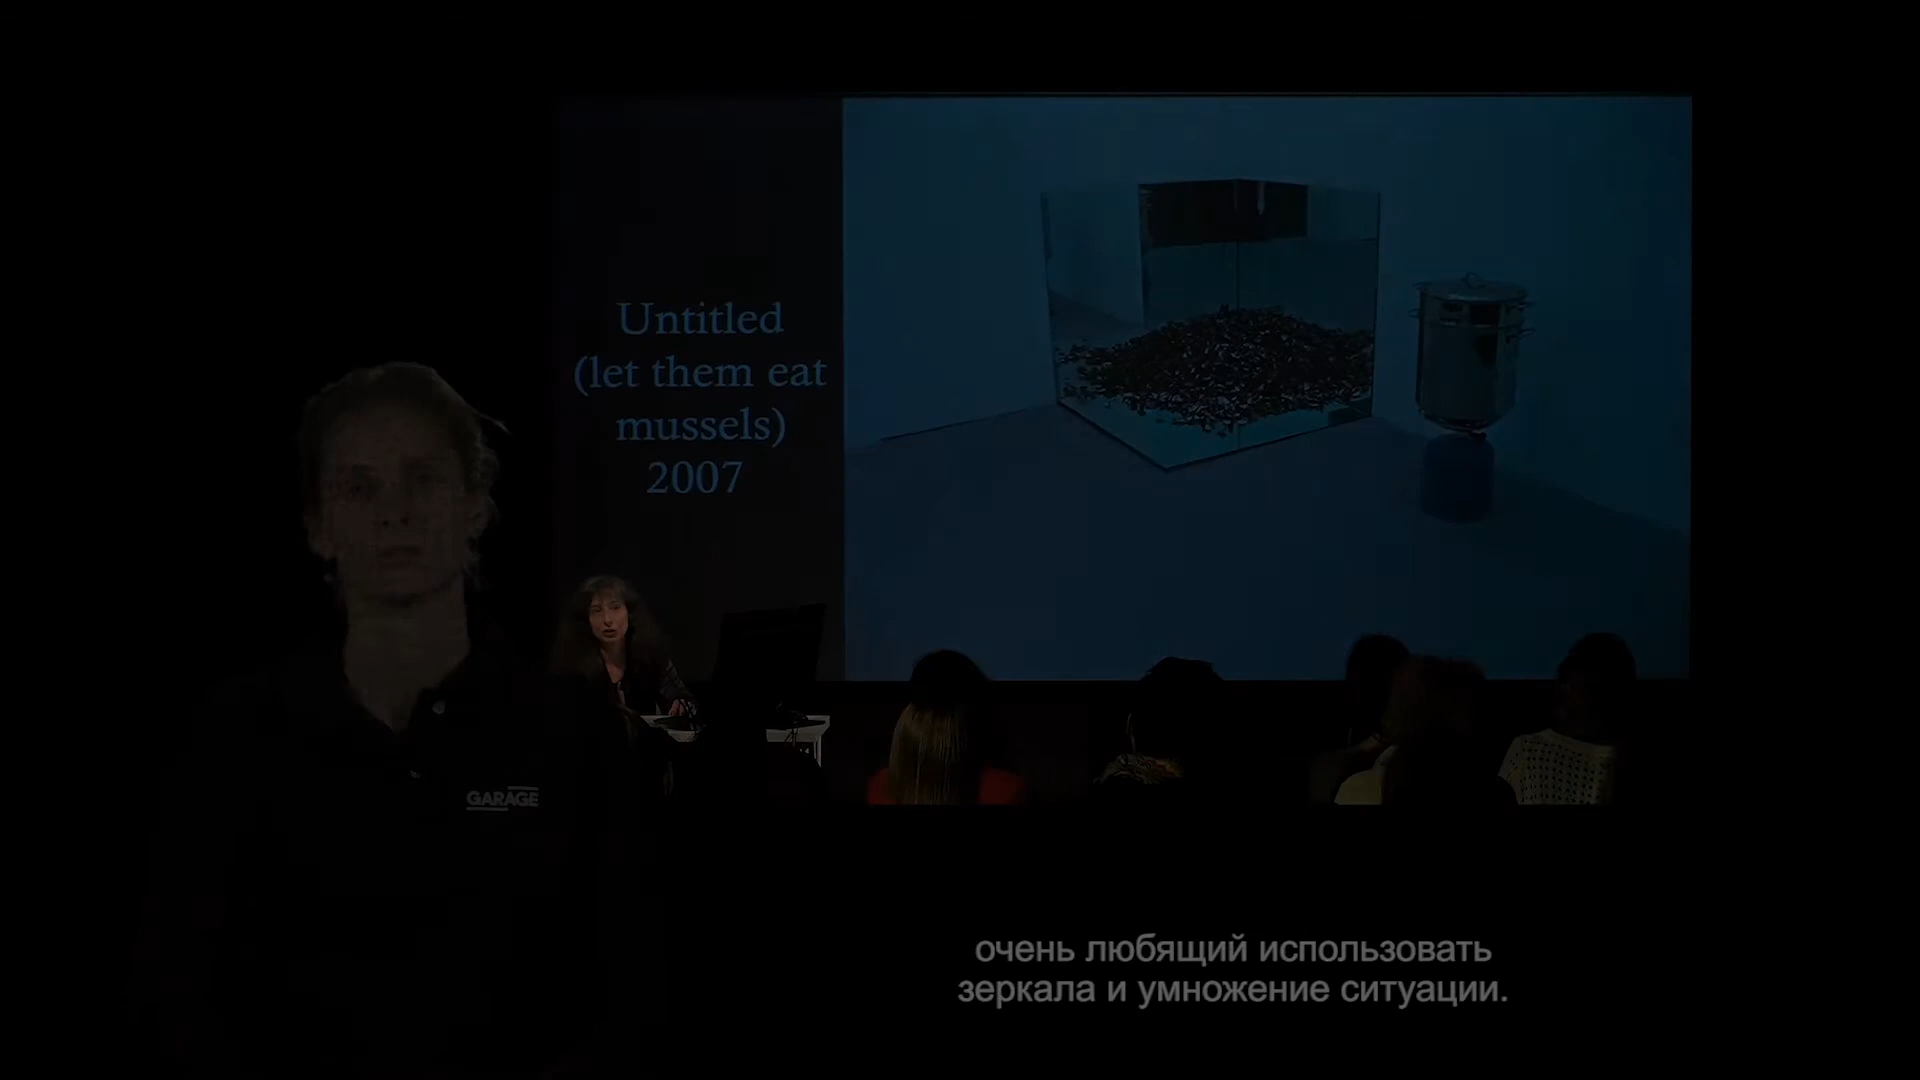 Untitled
(let them eat
mussels)
2007
GARAGE
очень любящий использовать
зеркала и умножение ситуации.